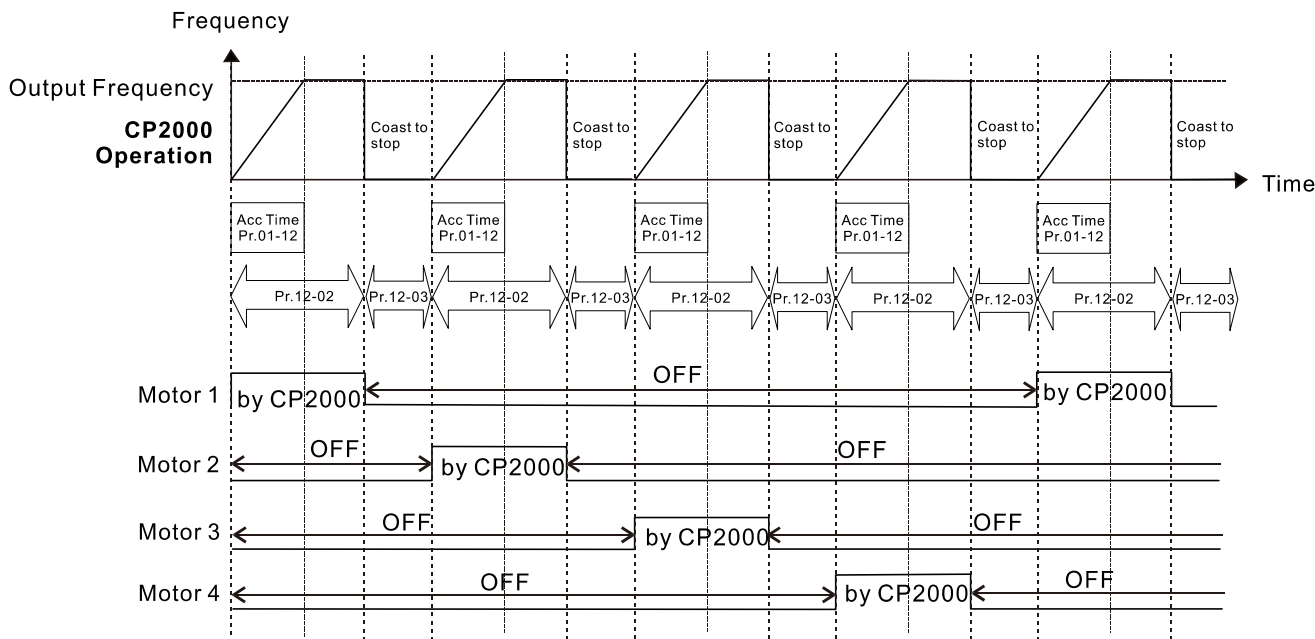 Frequency
Output Frequency
CP2000
Operation
Coast to
stop
Coast to
stop
Coast to
stop
Coast to
stop
Coast to
stop
Time
Acc Time
Pr.01-12
Acc Time
Pr.01-12
Acc Time
Pr.01-12
Acc Time
Pr.01-12
Acc Time
Pr.01-12
Pr.12-02
Pr.12-03
Pr.12-02
Pr.12-03
Pr.12-02
Pr.12-03
Pr.12-02
Pr.12-03
Pr.12-02
Pr.12-03
Motor 1
by CP2000
OFF
by CP2000
Motor 2
OFF
by CP2000
OFF
Motor 3
OFF
by CP2000
OFF
Motor 4
OFF
by CP2000
OFF